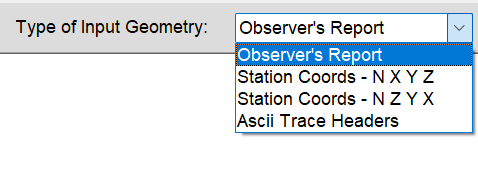 Type of Input Geometry: Observer's Report
Observer's Report
Station Coords - N X Y Z
Station Coords - N Z Y X
Ascii Trace Headers